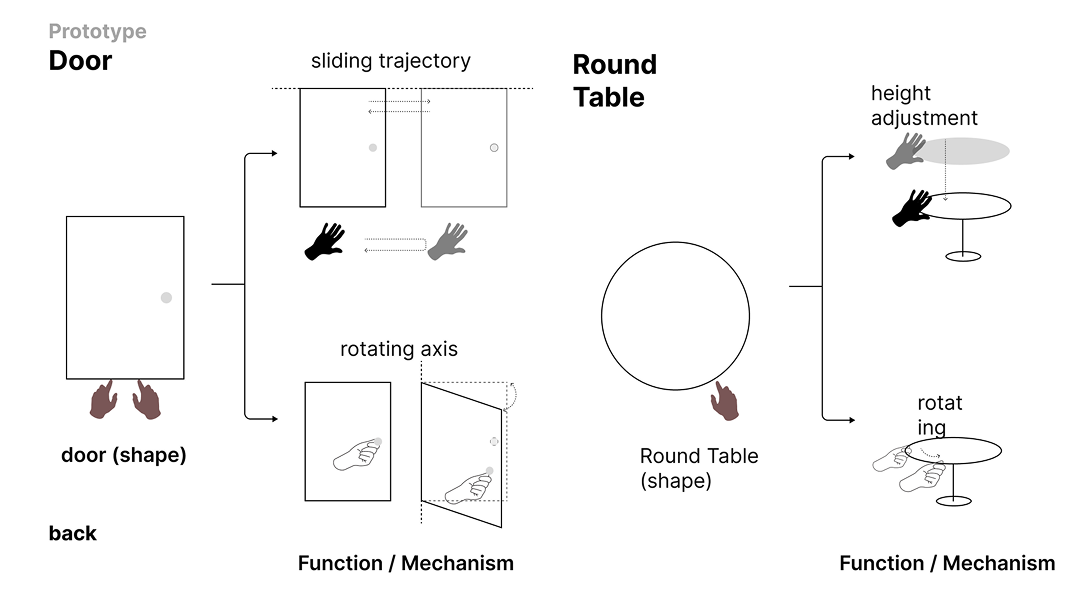 Prototype
Door
sliding trajectory
rotating axis
door (shape)
back
Function / Mechanism
Round
Table
height
adjustment
rotat
ing
Round Table
(shape)
Function / Mechanism